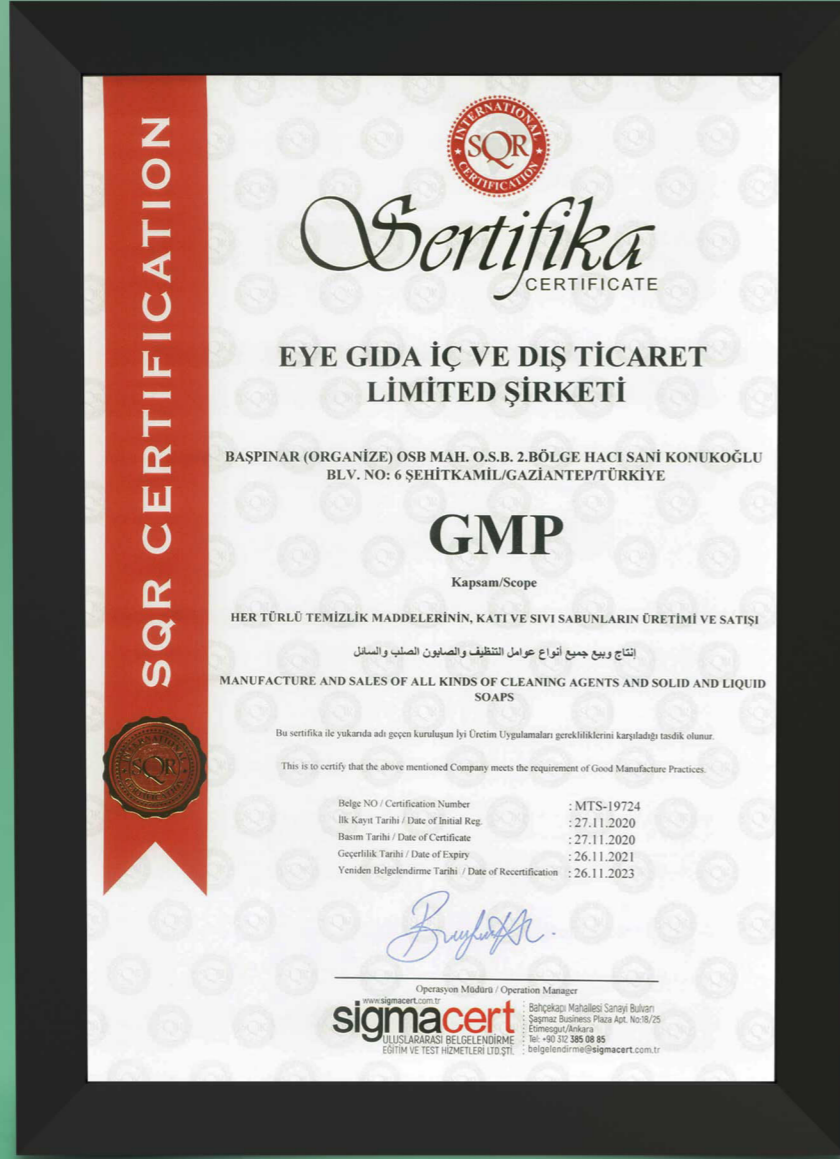 SQR CERTIFICATION
INTERNATIONAL
SQR
CERTIFICATION
Sertifika
CERTIFICATE
EYE GIDA İÇ VE DIŞ TİCARET
LİMİTED ŞİRKETİ
BAŞPINAR (ORGANİZE) OSB MAH. O.S.B. 2.BÖLGE HACI SANİ KONUKOĞLU
BLV. NO: 6 ŞEHİTKAMİL/GAZİANTEP/TÜRKİYE
GMP
Kapsam/Scope
HER TÜRLÜ TEMİZLİK MADDELERİNİN, KATI VE SIVI SABUNLARIN ÜRETİMİ VE SATIŞI
إنتاج وبيع جميع أنواع عوامل التنظيف والصابون الصلب والسائل
MANUFACTURE AND SALES OF ALL KINDS OF CLEANING AGENTS AND SOLID AND LIQUID
SOAPS
Bu sertifika ile yukarıda adı geçen kuruluşun İyi Üretim Uygulamaları gerekliliklerini karşıladığı tasdik olunur.
This is to certify that the above mentioned Company meets the requirement of Good Manufacture Practices.
Belge NO / Certification Number : MTS-19724
İlk Kayıt Tarihi / Date of Initial Reg. : 27.11.2020
Basım Tarihi / Date of Certificate : 27.11.2020
Geçerlilik Tarihi / Date of Expiry : 26.11.2021
Yeniden Belgelendirme Tarihi / Date of Recertification : 26.11.2023
INTERNATIONAL
SQR
Operasyon Müdürü / Operation Manager
www.sigmacert.com.tr
sigmacert
ULUSLARARASI BELGELENDİRME
EĞİTİM VE TEST HİZMETLERİ LTD.ŞTİ.
Bahçekapı Mahallesi Sanayi Bulvarı
Şaşmaz Business Plaza Apt. No:18/25
Etimesgut/Ankara
Tel: +90 312 385 08 85
belgelendirme@sigmacert.com.tr